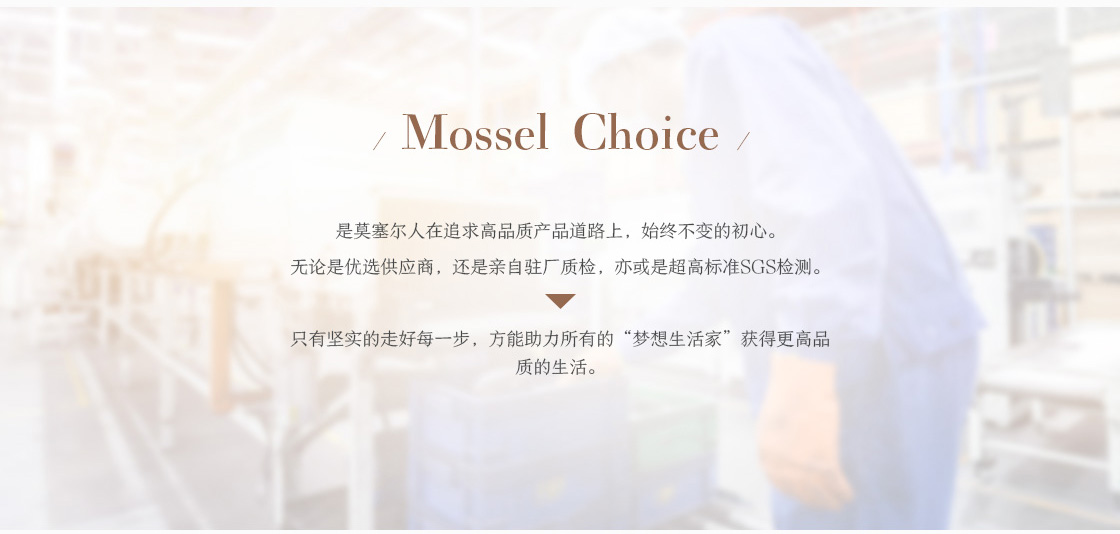 / Mossel Choice /
是莫塞尔人在追求高品质产品道路上，始终不变的初心。
无论是优选供应商，还是亲自驻厂质检，亦或是超高标准SGS检测。
只有坚实的走好每一步，方能助力所有的“梦想生活家”获得更高品
质的生活。